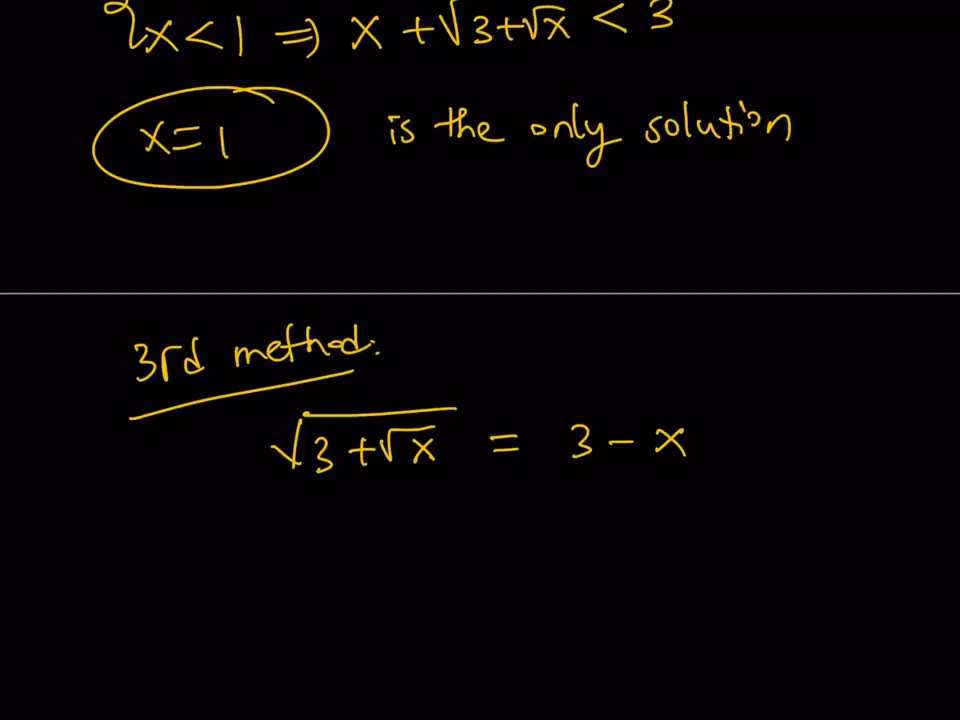 x < 1 ⇒ x + √3+√x < 3
x = 1 is the only solution
3rd method:
√3+√x = 3 - x